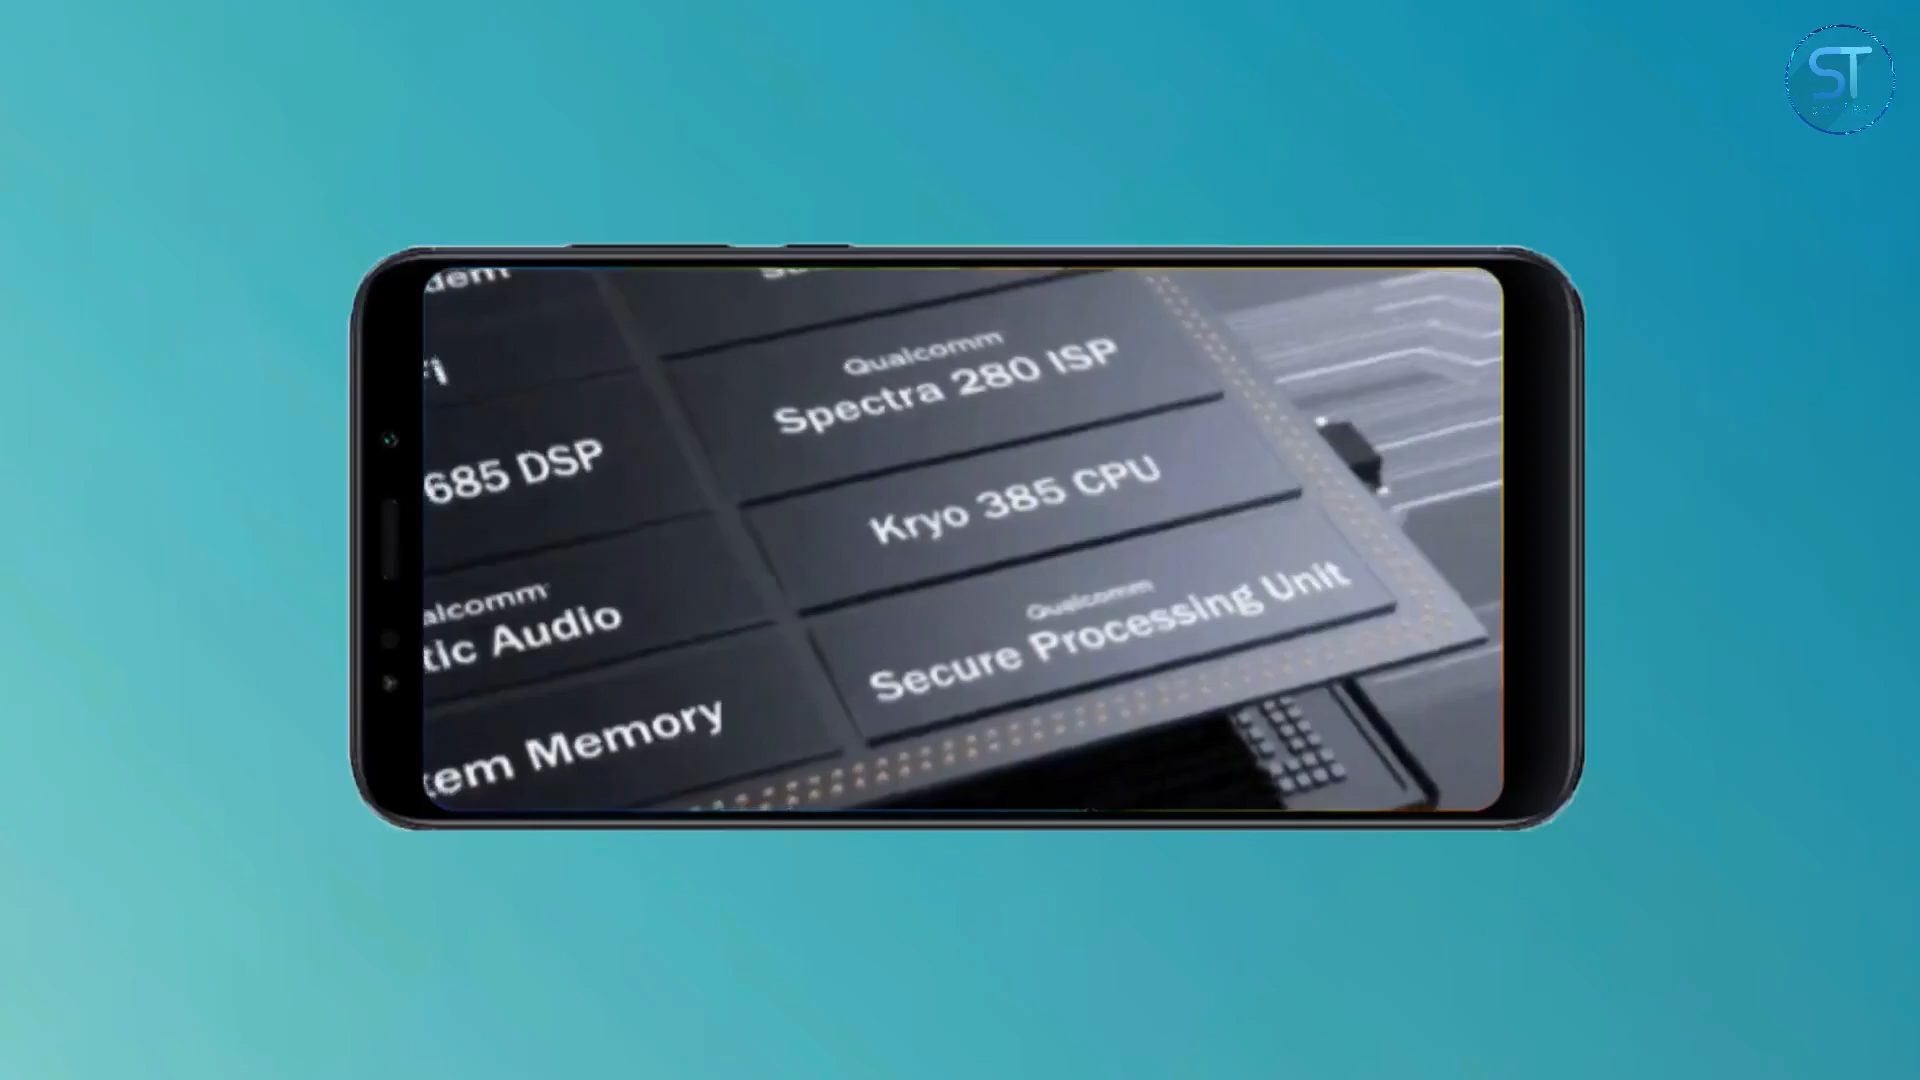 ST
685 DSP
alcomm
tic Audio
tem Memory
Qualcomm
Spectra 280 ISP
Kryo 385 CPU
Qualcomm
Secure Processing Unit